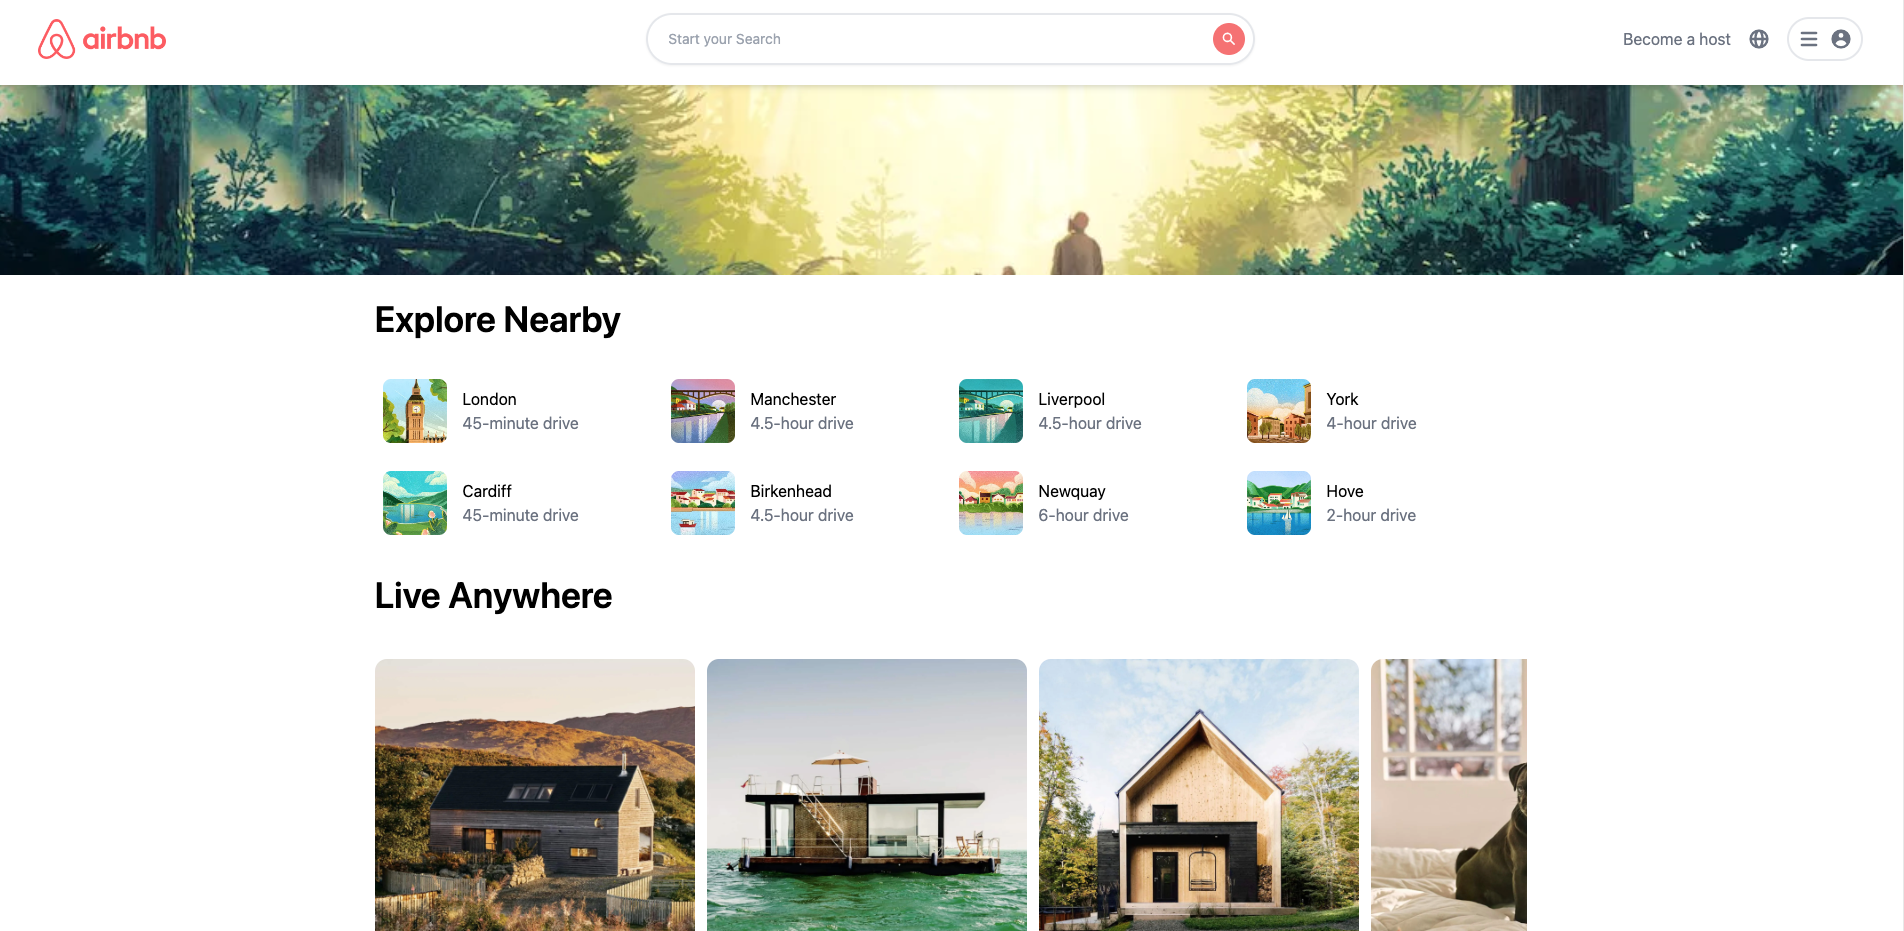 airbnb
Start your Search
Become a host
Explore Nearby
London
45-minute drive
Manchester
4.5-hour drive
Liverpool
4.5-hour drive
York
4-hour drive
Cardiff
45-minute drive
Birkenhead
4.5-hour drive
Newquay
6-hour drive
Hove
2-hour drive
Live Anywhere